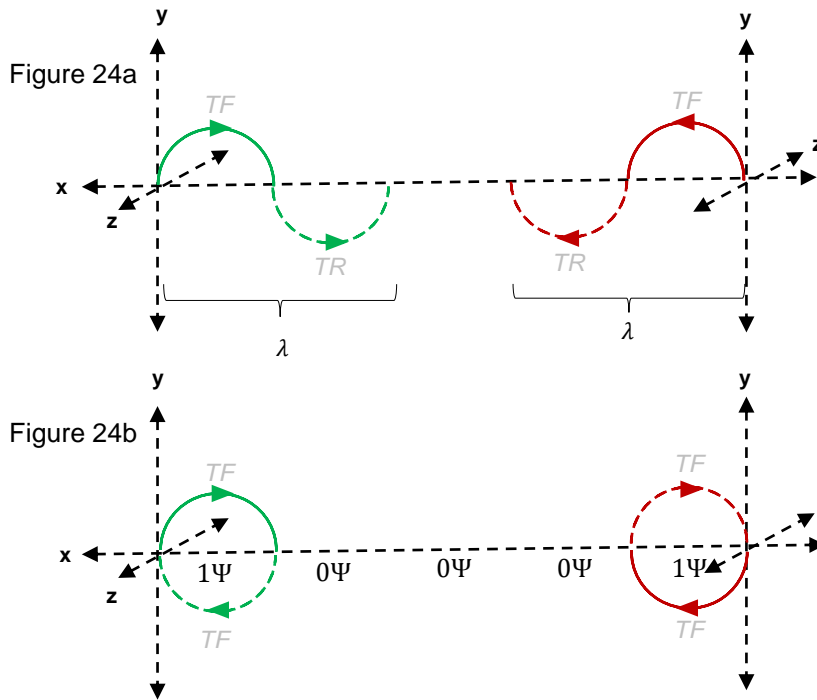 y y
Figure 24a
TF TF
z
x
z
TR TR
λ λ
y y
Figure 24b
TF TF
x
1Ψ 0Ψ 0Ψ 0Ψ 1Ψ
z
TF TF